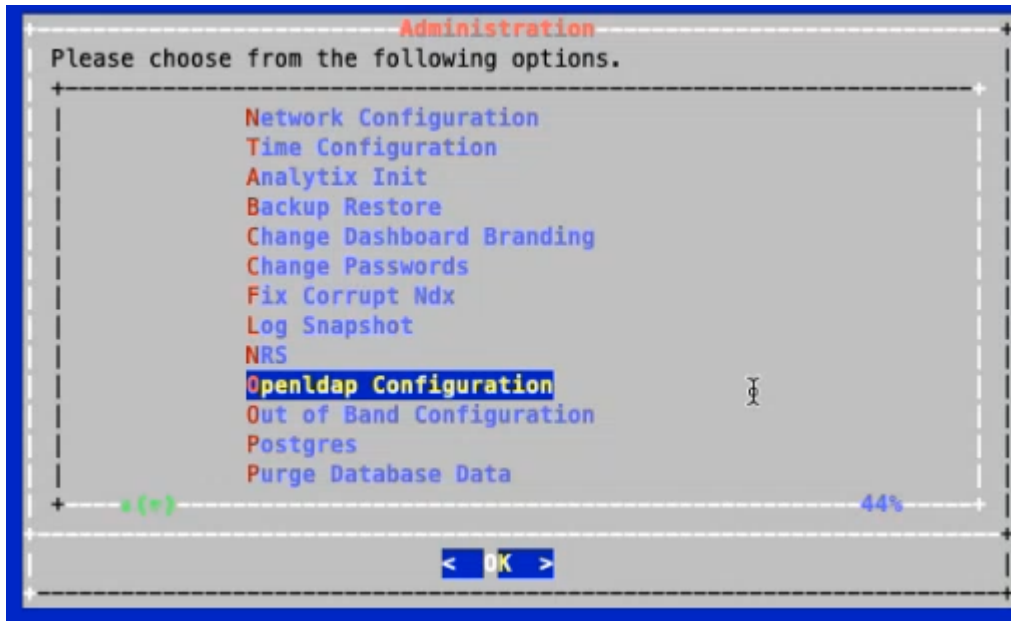 Administration
Please choose from the following options.
Network Configuration
Time Configuration
Analytix Init
Backup Restore
Change Dashboard Branding
Change Passwords
Fix Corrupt Ndx
Log Snapshot
NRS
Openldap Configuration
Out of Band Configuration
Postgres
Purge Database Data
44%
< OK >